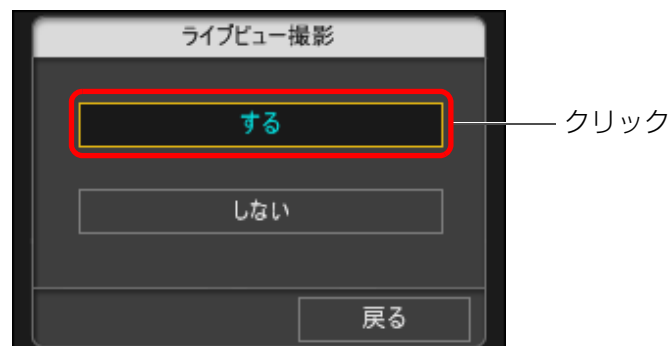 ライブビュー撮影
する
クリック
しない
戻る